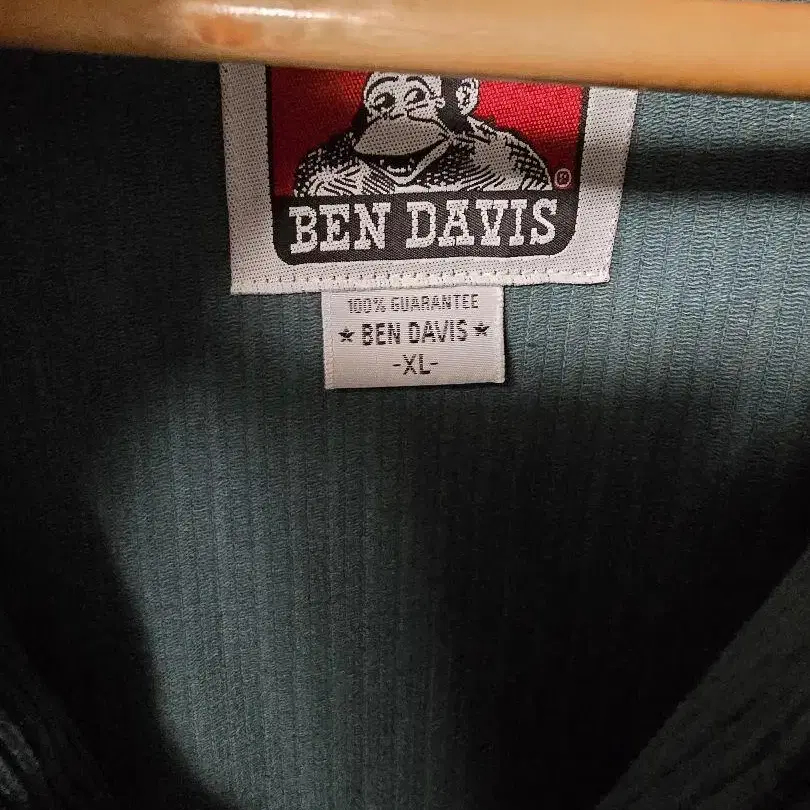 ®
BEN DAVIS
100% GUARANTEE
★ BEN DAVIS ★
-XL-